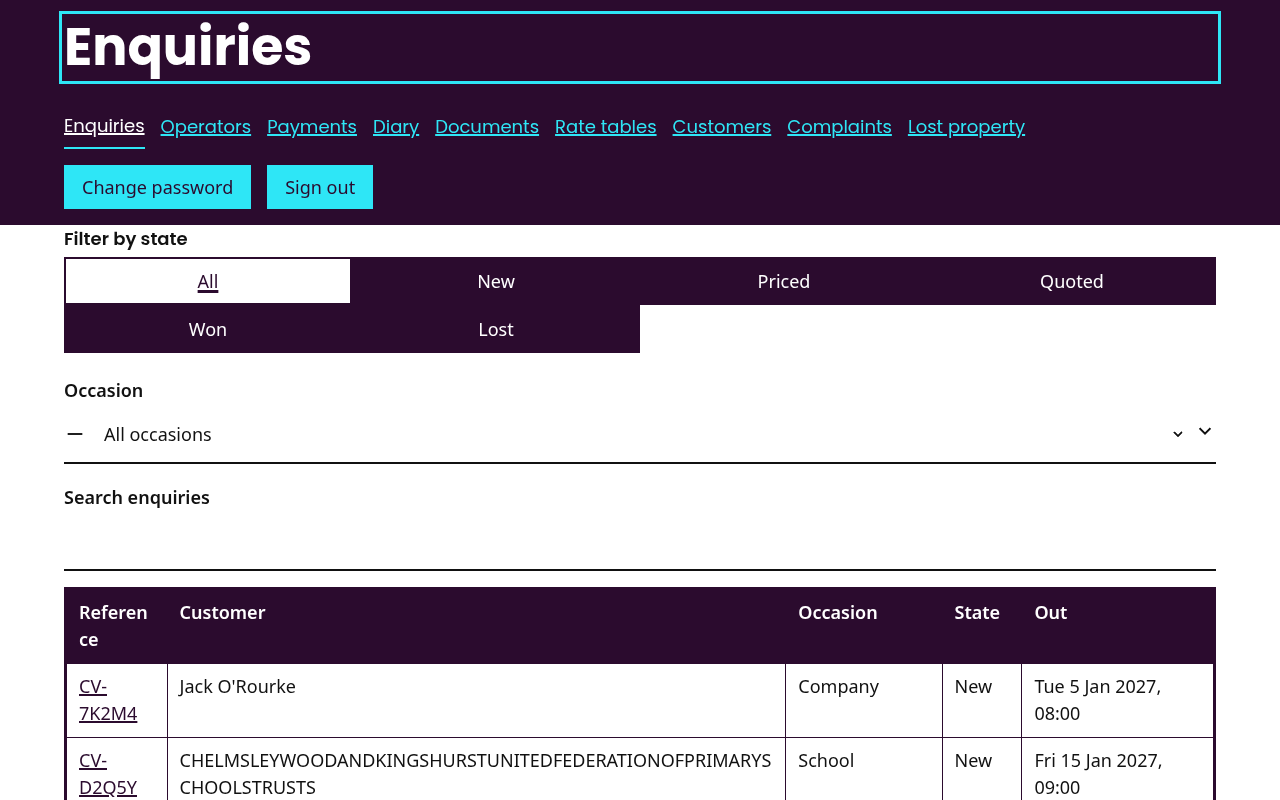 Enquiries
Enquiries Operators Payments Diary Documents Rate tables Customers Complaints Lost property
Change password Sign out
Filter by state
All New Priced Quoted
Won Lost
Occasion
— All occasions
Search enquiries
Referen
ce Customer Occasion State Out
CV-
7K2M4 Jack O'Rourke Company New Tue 5 Jan 2027,
08:00
CV-
D2Q5Y CHELMSLEYWOODANDKINGSHURSTUNITEDFEDERATIONOFPRIMARYS
CHOOLSTRUSTS School New Fri 15 Jan 2027,
09:00